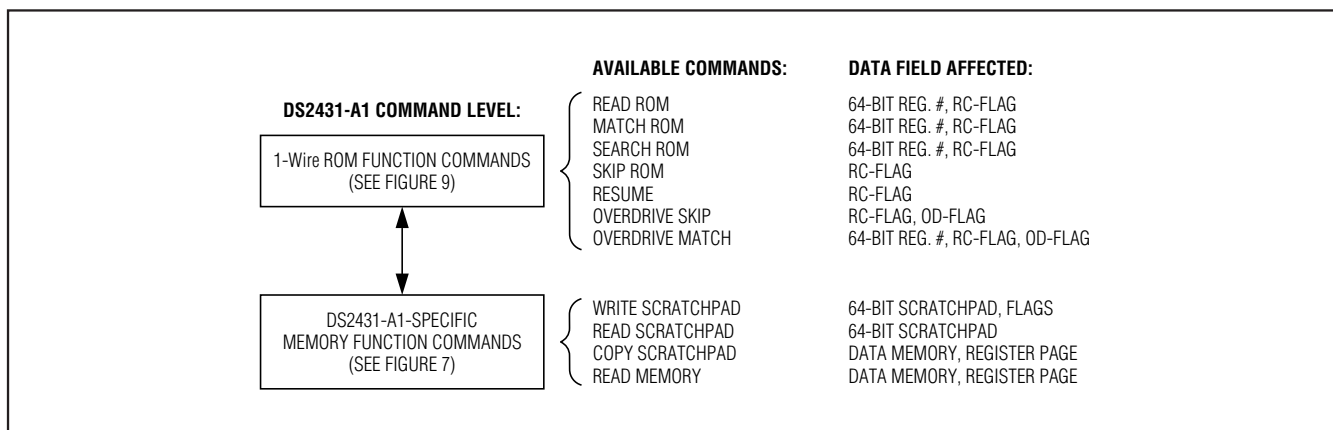 AVAILABLE COMMANDS: DATA FIELD AFFECTED:
DS2431-A1 COMMAND LEVEL:
1-Wire ROM FUNCTION COMMANDS
(SEE FIGURE 9)
READ ROM 64-BIT REG. #, RC-FLAG
MATCH ROM 64-BIT REG. #, RC-FLAG
SEARCH ROM 64-BIT REG. #, RC-FLAG
SKIP ROM RC-FLAG
RESUME RC-FLAG
OVERDRIVE SKIP RC-FLAG, OD-FLAG
OVERDRIVE MATCH 64-BIT REG. #, RC-FLAG, OD-FLAG
DS2431-A1-SPECIFIC
MEMORY FUNCTION COMMANDS
(SEE FIGURE 7)
WRITE SCRATCHPAD 64-BIT SCRATCHPAD, FLAGS
READ SCRATCHPAD 64-BIT SCRATCHPAD
COPY SCRATCHPAD DATA MEMORY, REGISTER PAGE
READ MEMORY DATA MEMORY, REGISTER PAGE